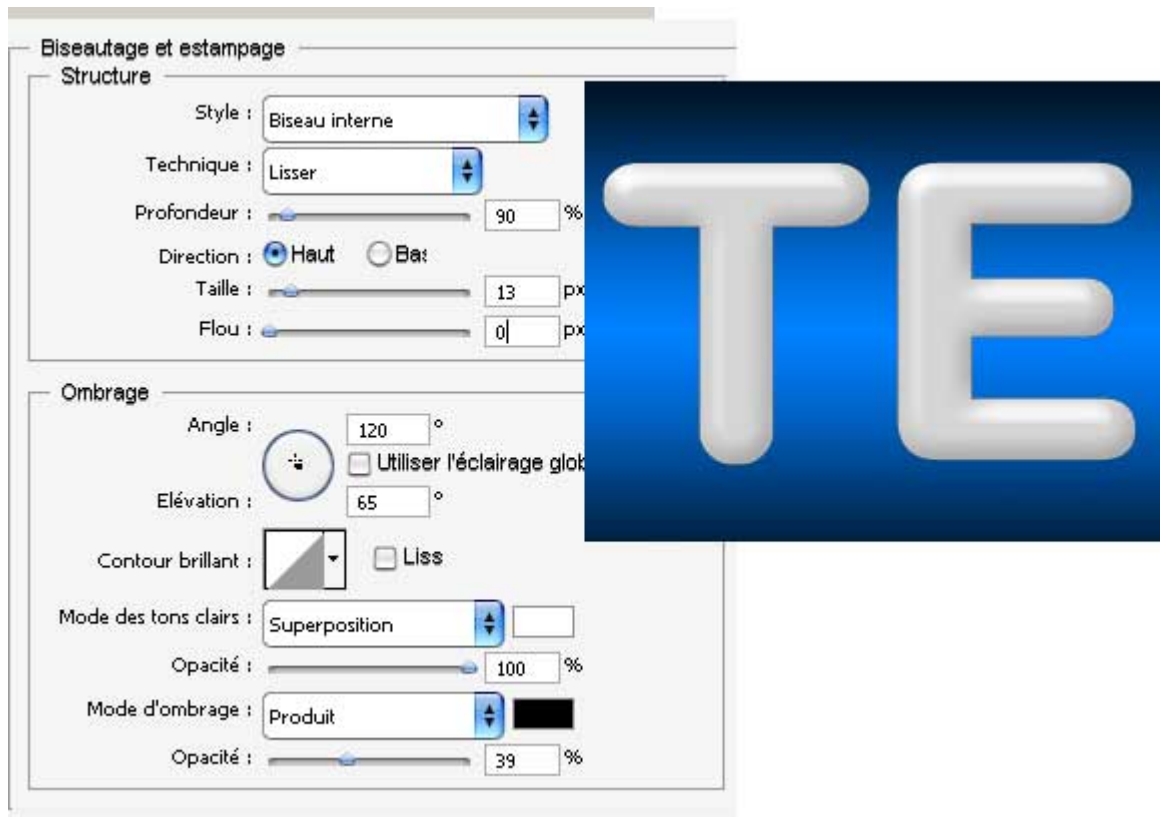 Biseautage et estampage
Structure
Style : Biseau interne
Technique : Lisser
Profondeur : 90 %
Direction : Haut Bas
Taille : 13 px
Flou : 0 px
Ombrage
Angle : 120 °
Utiliser l'éclairage glob
Elévation : 65 °
Contour brillant : Liss
Mode des tons clairs : Superposition
Opacité : 100 %
Mode d'ombrage : Produit
Opacité : 39 %
TE